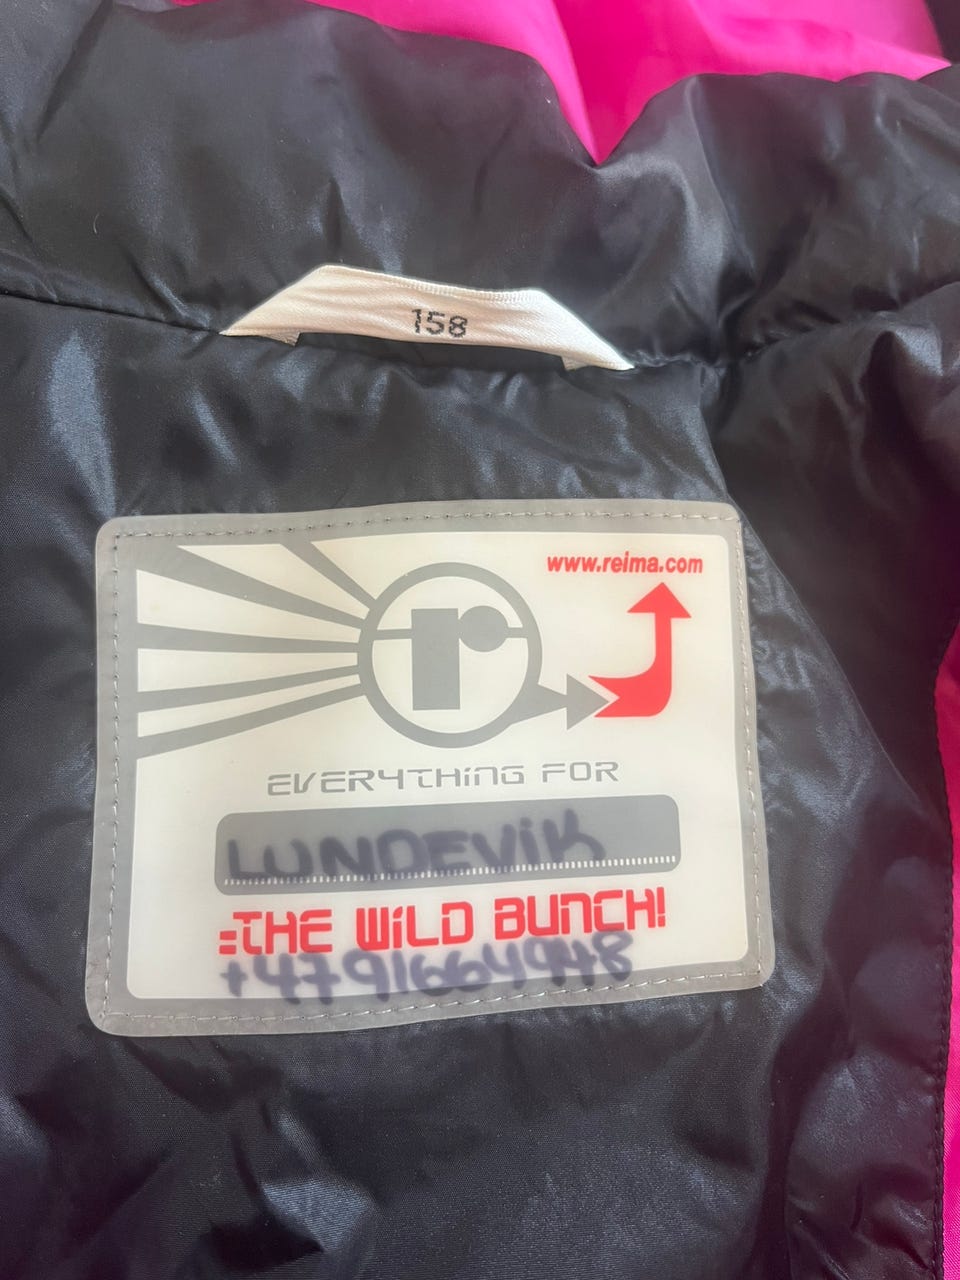 158
www.reima.com
r
EVERYTHING FOR
LUNDEVIK
=THE WILD BUNCH!
+4791664948